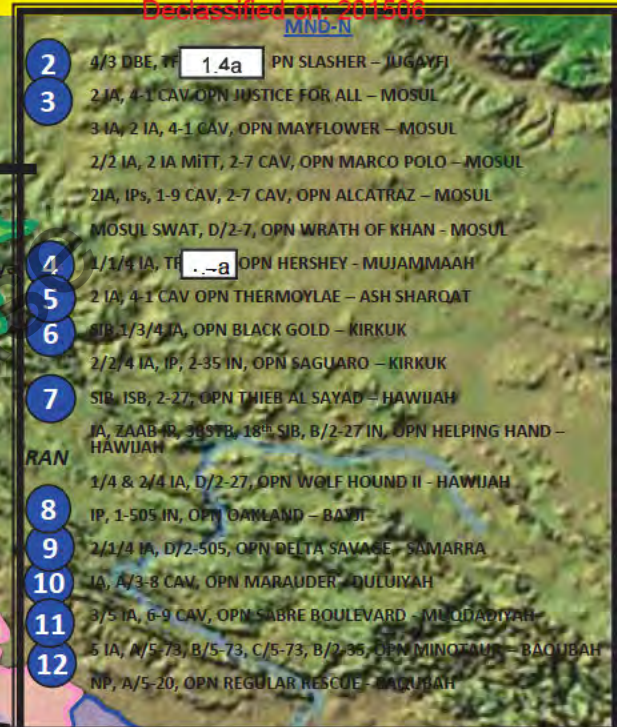 Declassified on: 201506
MND-N
2 4/3 DBE, TF 1.4a PN SLASHER – JUGAYFI
3 2 IA, 4-1 CAV OPN JUSTICE FOR ALL – MOSUL
3 IA, 2 IA, 4-1 CAV, OPN MAYFLOWER – MOSUL
2/2 IA, 2 IA MiTT, 2-7 CAV, OPN MARCO POLO – MOSUL
2IA, IPs, 1-9 CAV, 2-7 CAV, OPN ALCATRAZ – MOSUL
MOSUL SWAT, D/2-7, OPN WRATH OF KHAN - MOSUL
4 1/1/4 IA, TF OPN HERSHEY - MUJAMMAAH
5 2 IA, 4-1 CAV OPN THERMOYLAE – ASH SHARQAT
6 SIB,1/3/4 IA, OPN BLACK GOLD – KIRKUK
2/2/4 IA, IP, 2-35 IN, OPN SAGUARO – KIRKUK
7 SIB, ISB, 2-27, OPN THIEB AL SAYAD – HAWIJAH
IA, ZAAB IP, 3BSTB, 18th SIB, B/2-27 IN, OPN HELPING HAND –
HAWIJAH
RAN
1/4 & 2/4 IA, D/2-27, OPN WOLF HOUND II - HAWIJAH
8 IP, 1-505 IN, OPN OAKLAND – BAYJI
9 2/1/4 IA, D/2-505, OPN DELTA SAVAGE - SAMARRA
10 IA, A/3-8 CAV, OPN MARAUDER - DULUIYAH
11 3/5 IA, 6-9 CAV, OPN SABRE BOULEVARD - MUQDADIYAH
12 5 IA, A/5-73, B/5-73, C/5-73, B/2-35, OPN MINOTAUR – BAQUBAH
NP, A/5-20, OPN REGULAR RESCUE - BAQUBAH